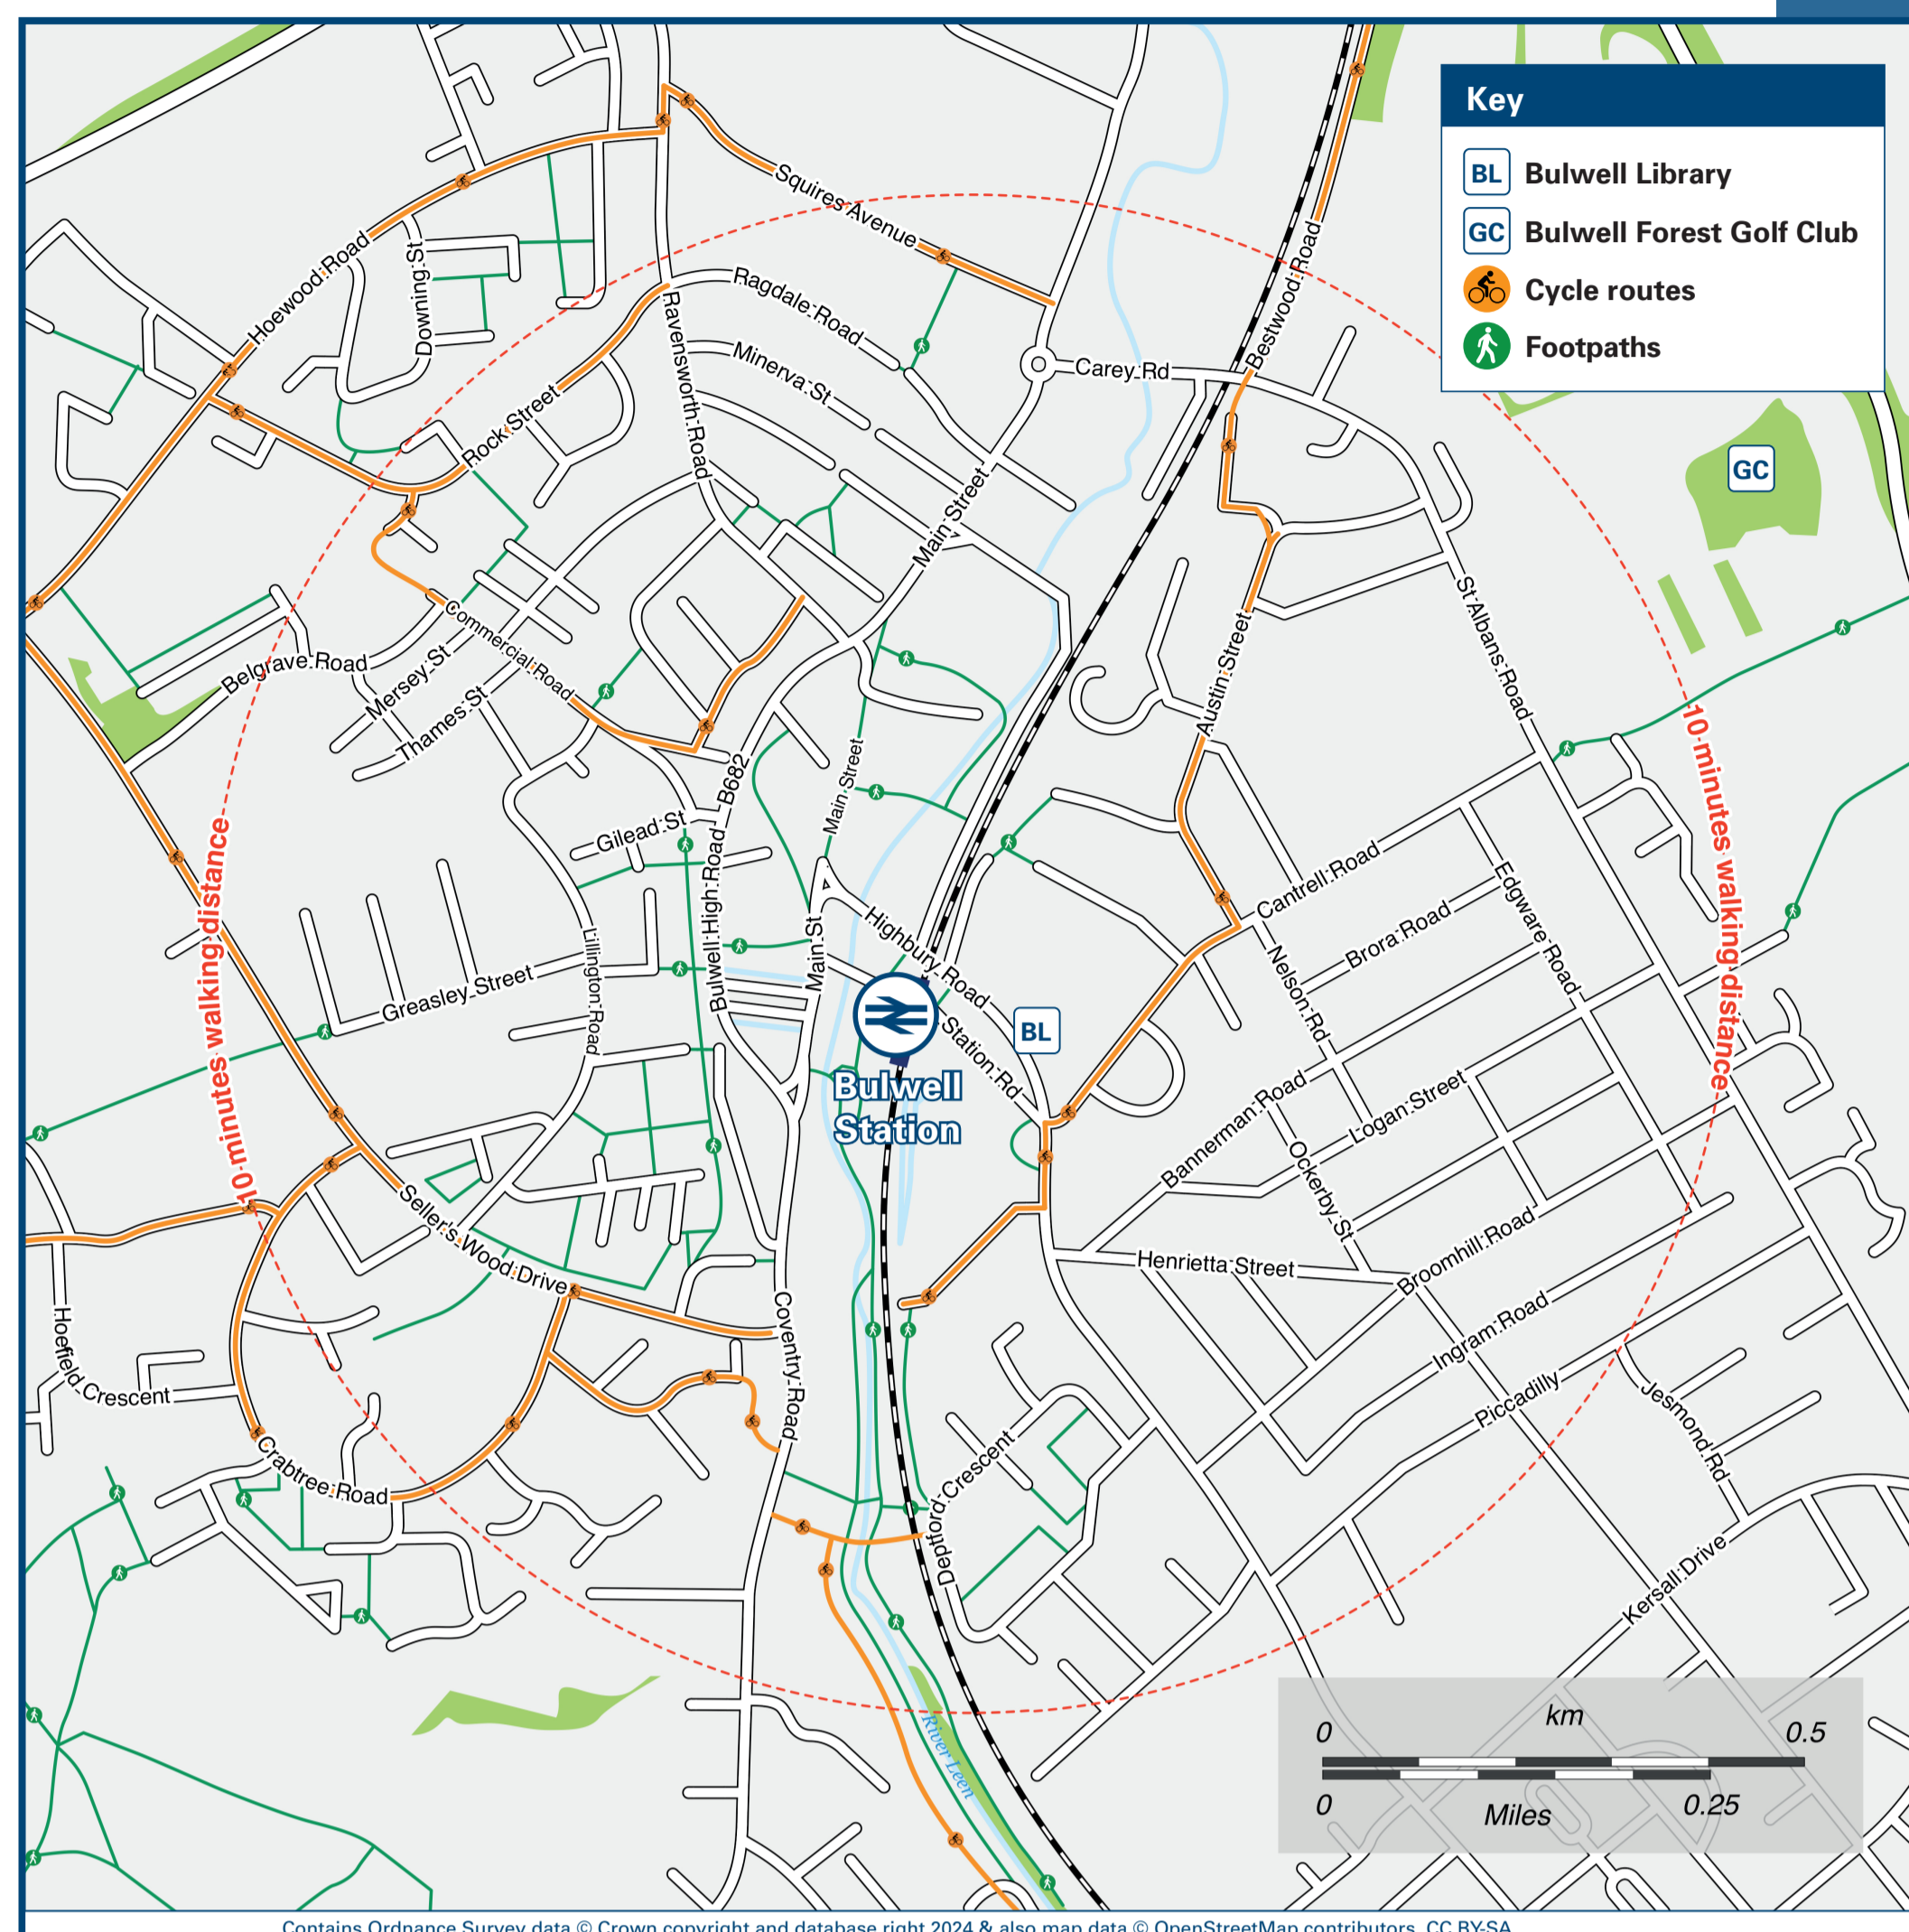 Key
BL Bulwell Library
GC Bulwell Forest Golf Club
Cycle routes
Footpaths
Squires Avenue
Hoewood Road
Downing St
Ragdale Road
Bestwood Road
Ravensworth Road
Minerva St
Carey Rd
Rock Street
GC
Main Street
St Albans Road
Commercial Road
Belgrave Road
Mersey St
Thames St
Austin Street
10 minutes walking distance
B682
Main Street
Gilead St
10 minutes walking distance
Cantrell Road
Edgware Road
Brora Road
Highbury Road
Main St
Bulwell High Road
Lillington Road
Greasley Street
Nelson Rd
BL
Station Rd
Bulwell
Station
Bannerman Road
Logan Street
Ockerby St
Seller's Wood Drive
Henrietta Street
Broomhill Road
Hoefield Crescent
Coventry Road
Ingram Road
Piccadilly
Jesmond Rd
Crabtree Road
Deptford Crescent
Kersall Drive
River Leen
km
0 0.5
0 0.25
Miles
Contains Ordnance Survey data © Crown copyright and database right 2024 & also map data © OpenStreetMap contributors, CC BY-SA